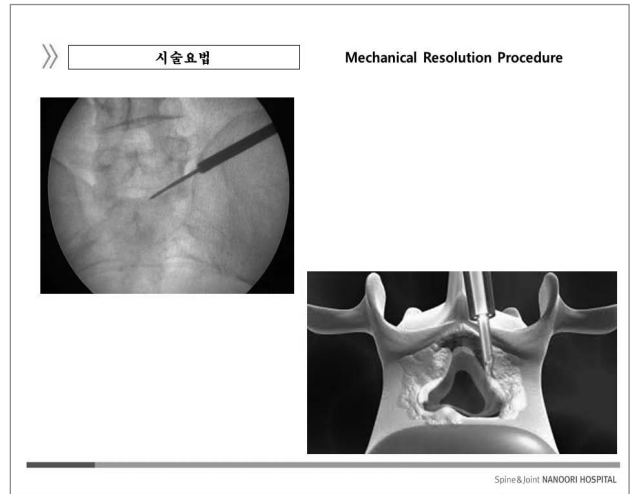 시술요법
Mechanical Resolution Procedure
Spine&Joint NANOORI HOSPITAL